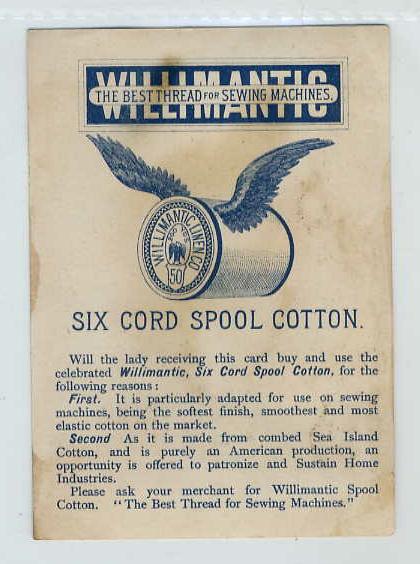 WILLIMANTIC
THE BEST THREAD FOR SEWING MACHINES.
WILLIMANTIC LINEN CO.
50
SIX CORD SPOOL COTTON.
Will the lady receiving this card buy and use the
celebrated Willimantic, Six Cord Spool Cotton, for the
following reasons:
First. It is particularly adapted for use on sewing
machines, being the softest finish, smoothest and most
elastic cotton on the market.
Second As it is made from combed Sea Island
Cotton, and is purely an American production, an
opportunity is offered to patronize and Sustain Home
Industries.
Please ask your merchant for Willimantic Spool
Cotton. "The Best Thread for Sewing Machines."